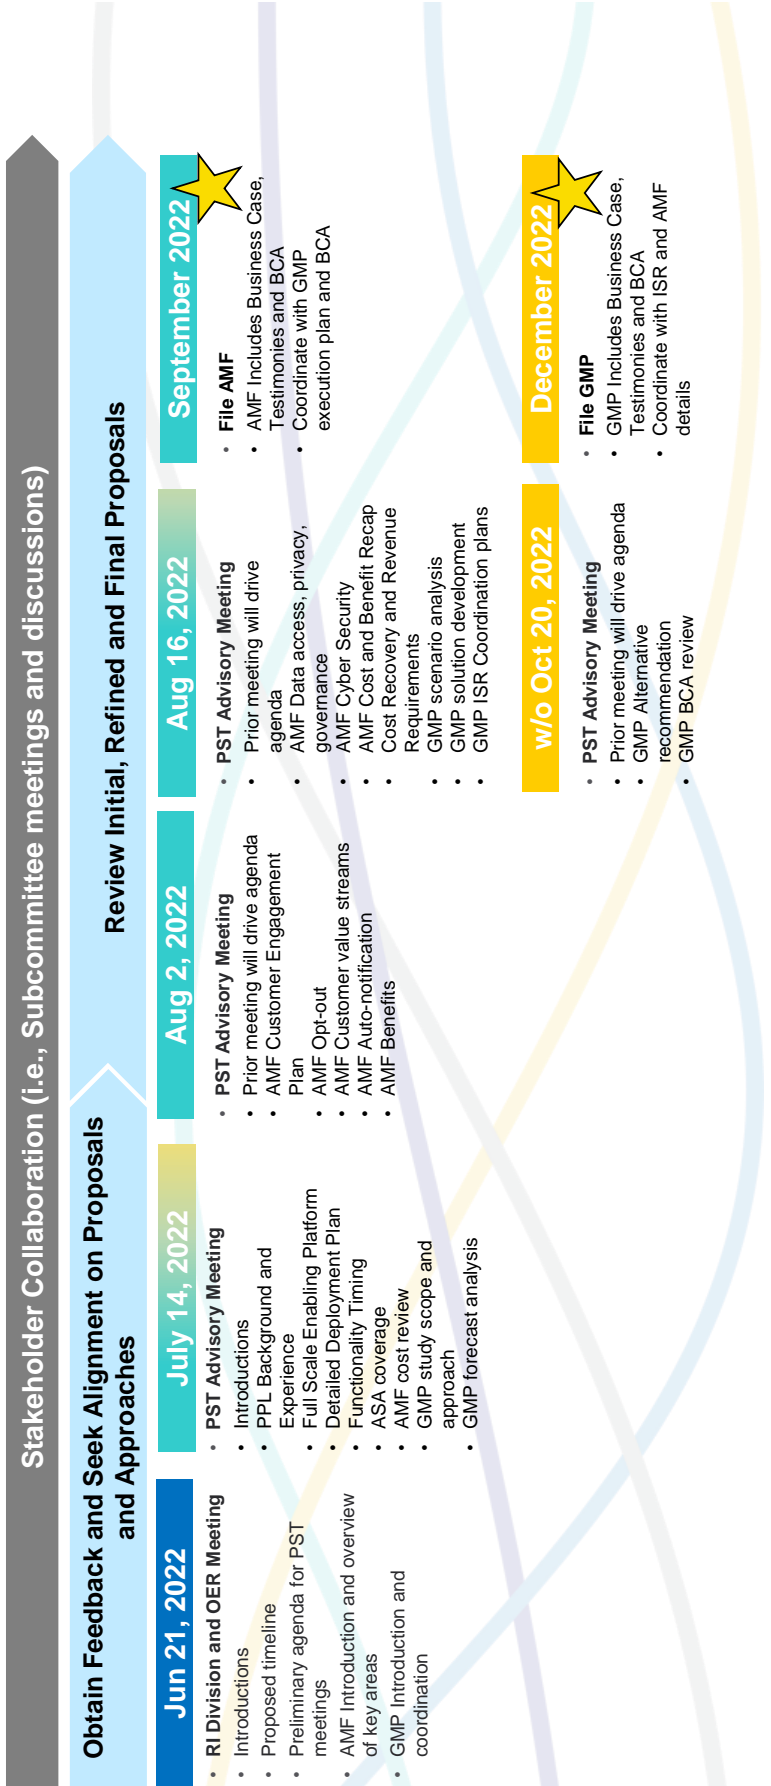 Stakeholder Collaboration (i.e., Subcommittee meetings and discussions)
Obtain Feedback and Seek Alignment on Proposals
and Approaches
Review Initial, Refined and Final Proposals
Jun 21, 2022
• RI Division and OER Meeting
• Introductions
• Proposed timeline
• Preliminary agenda for PST
meetings
• AMF Introduction and overview
of key areas
• GMP Introduction and
coordination
July 14, 2022
• PST Advisory Meeting
• Introductions
• PPL Background and
Experience
• Full Scale Enabling Platform
• Detailed Deployment Plan
• Functionality Timing
• ASA coverage
• AMF cost review
• GMP study scope and
approach
• GMP forecast analysis
Aug 2, 2022
• PST Advisory Meeting
• Prior meeting will drive agenda
• AMF Customer Engagement
Plan
• AMF Opt-out
• AMF Customer value streams
• AMF Auto-notification
• AMF Benefits
Aug 16, 2022
• PST Advisory Meeting
• Prior meeting will drive
agenda
• AMF Data access, privacy,
governance
• AMF Cyber Security
• AMF Cost and Benefit Recap
• Cost Recovery and Revenue
Requirements
• GMP scenario analysis
• GMP solution development
• GMP ISR Coordination plans
September 2022
• File AMF
• AMF Includes Business Case,
Testimonies and BCA
• Coordinate with GMP
execution plan and BCA
w/o Oct 20, 2022
• PST Advisory Meeting
• Prior meeting will drive agenda
• GMP Alternative
recommendation
• GMP BCA review
December 2022
• File GMP
• GMP Includes Business Case,
Testimonies and BCA
• Coordinate with ISR and AMF
details